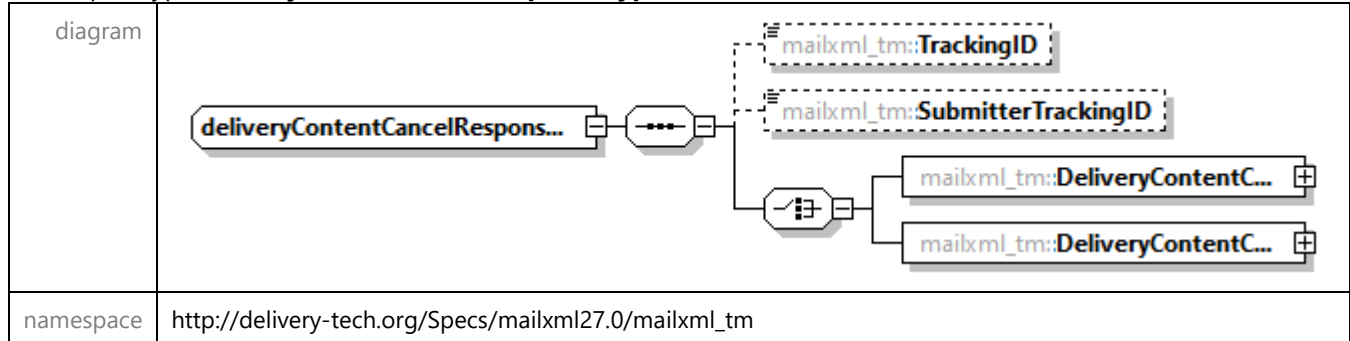 diagram
mailxml_tm::TrackingID
mailxml_tm::SubmitterTrackingID
deliveryContentCancelRespons...
mailxml_tm::DeliveryContentC...
mailxml_tm::DeliveryContentC...
namespace http://delivery-tech.org/Specs/mailxml27.0/mailxml_tm